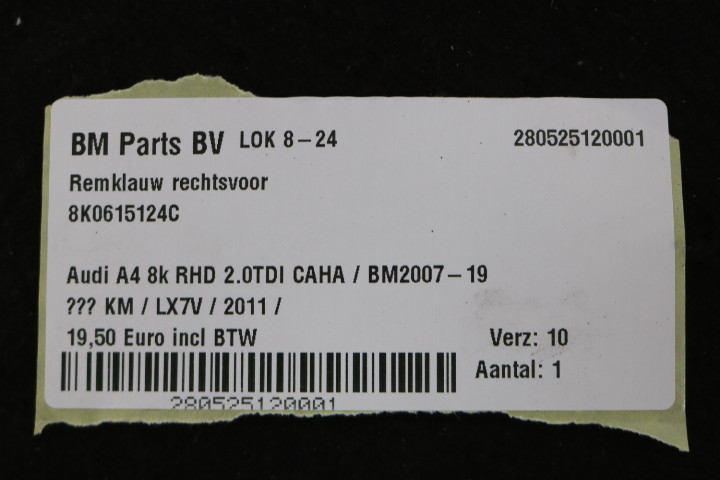 BM Parts BV LOK 8-24 280525120001
Remklauw rechtsvoor
8K0615124C
Audi A4 8k RHD 2.0TDI CAHA / BM2007-19
??? KM / LX7V / 2011 /
19,50 Euro incl BTW Verz: 10
Aantal: 1
280525120001